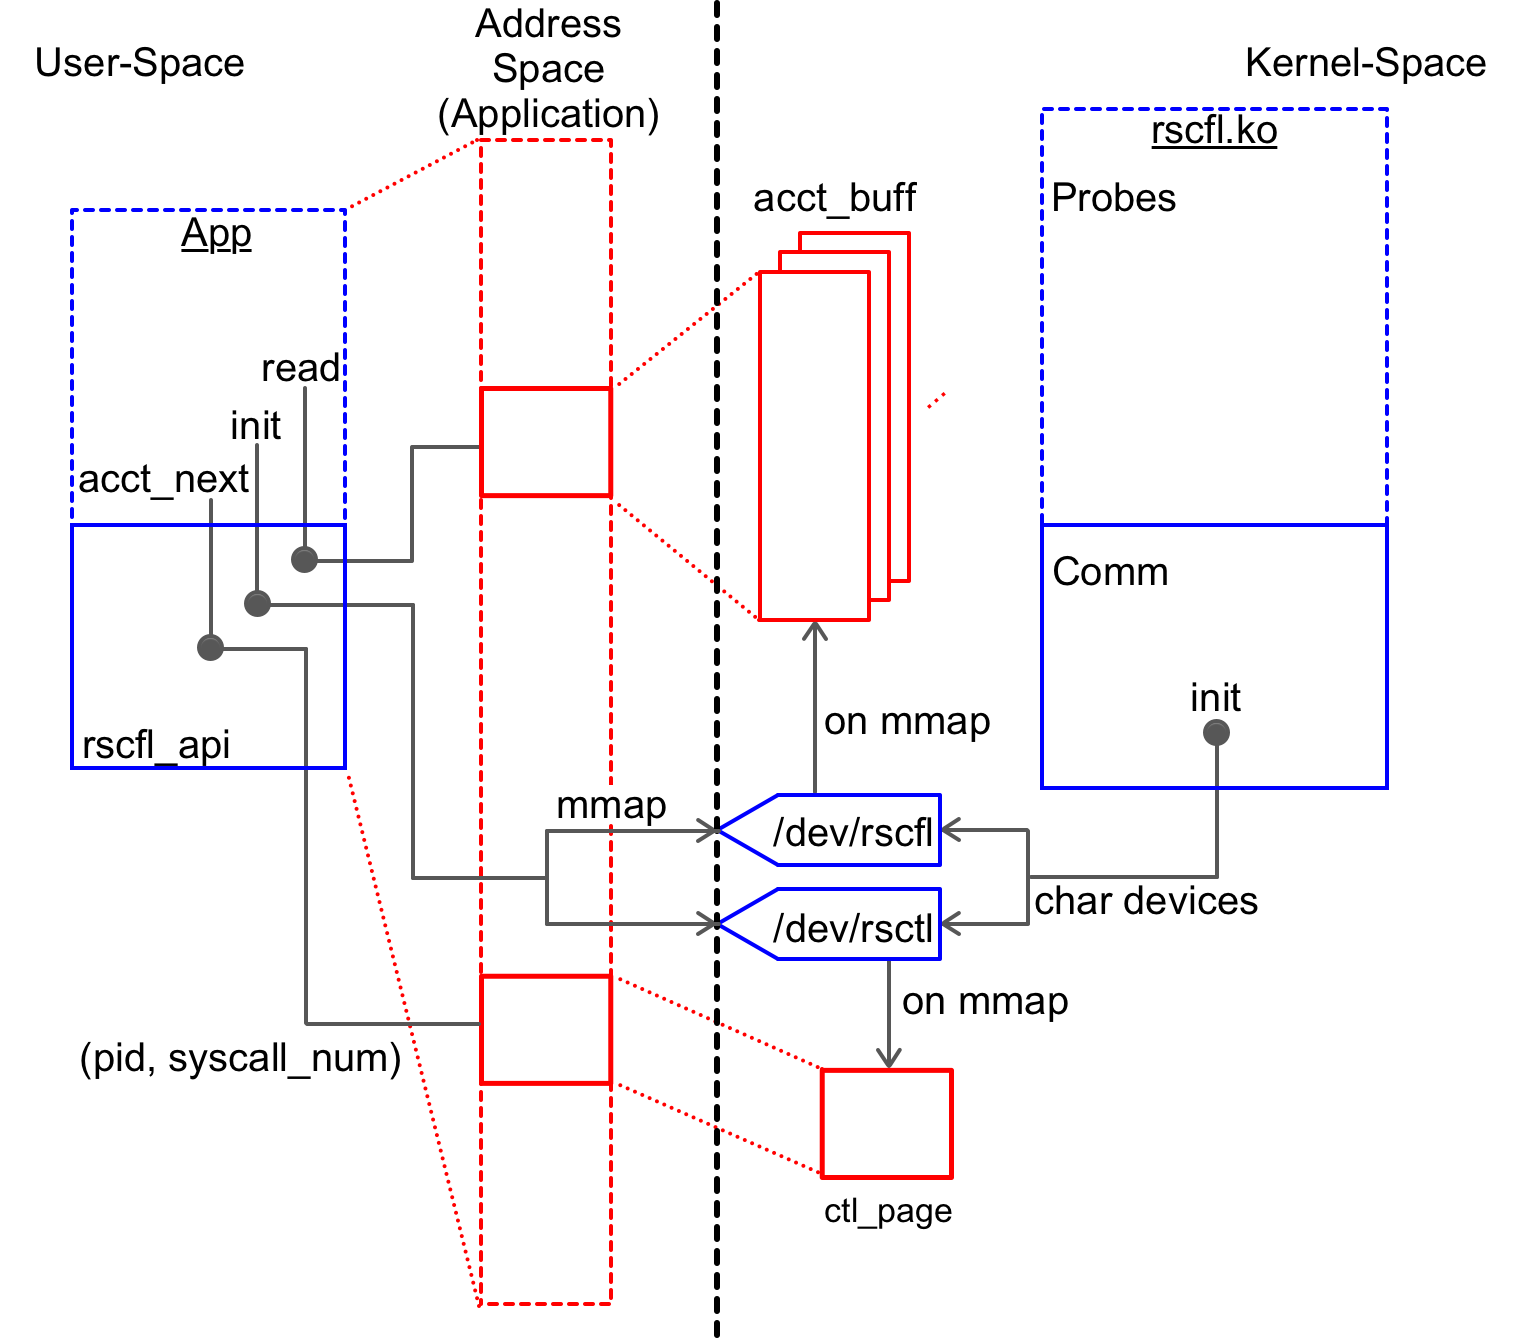 User-Space
Address
Space
(Application)
Kernel-Space
rscfl.ko
Probes
acct_buff
App
read
init
acct_next
Comm
init
on mmap
rscfl_api
mmap
/dev/rscfl
char devices
/dev/rsctl
on mmap
(pid, syscall_num)
ctl_page